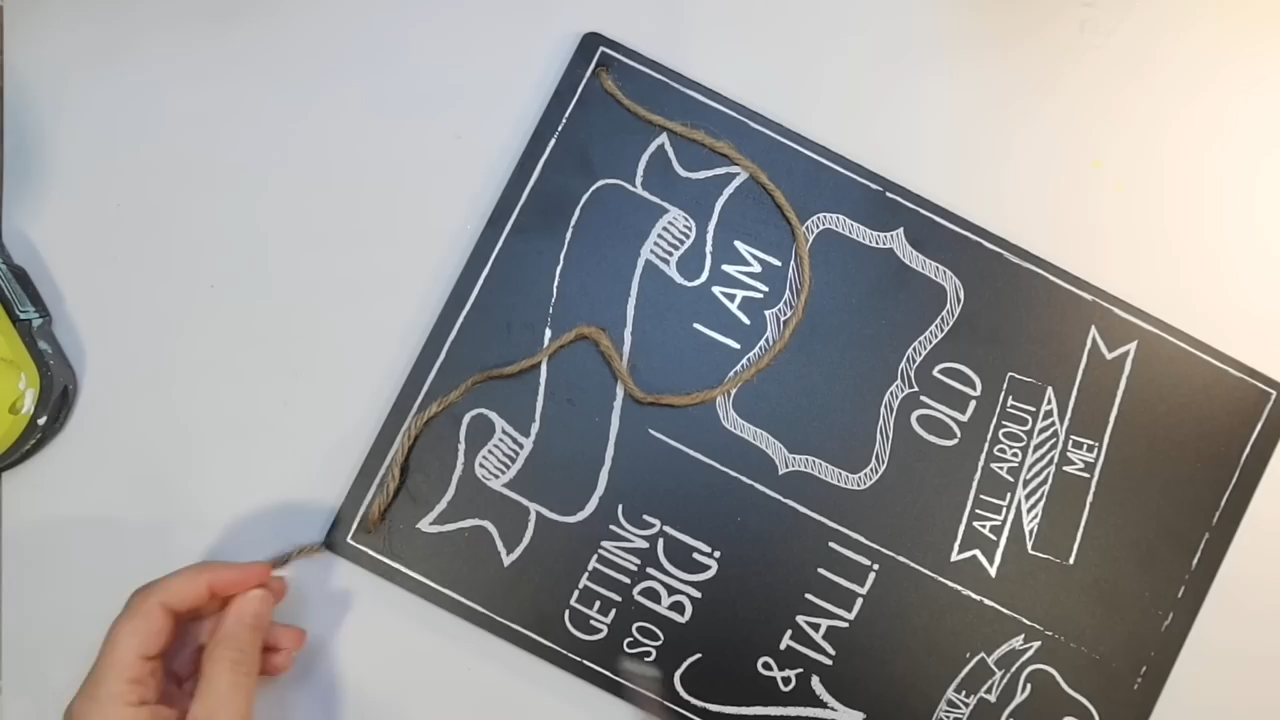 I AM
OLD
ALL ABOUT
ME!
GETTING
SO BIG!
& TALL!